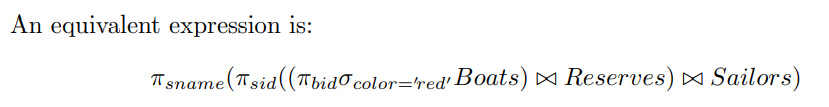 An equivalent expression is:
π_sname(π_sid((π_bid σ_color='red' Boats) ⋈ Reserves) ⋈ Sailors)